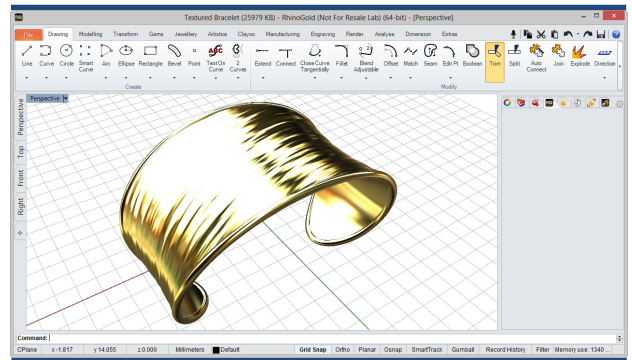 RG Textured Bracelet (25979 KB) - RhinoGold (Not For Resale Lab) (64-bit) - [Perspective]
File Drawing Modelling Transform Gems Jewellery Artistica Clayoo Manufacturing Engraving Render Analyse Dimension Extras
Line Curve Circle Smart Curve Arc Ellipse Rectangle Bevel Point Text On Curve 2 Curves Extend Connect Close Curve Tangentially Fillet Blend Adjustable Offset Match Seam Edit Pt Boolean Trim Split Auto Connect Join Explode Direction
Create Modify
Perspective
Perspective
Top
Front
Right
Command:
CPlane x -1.817 y 14.055 z 0.000 Millimeters Default Grid Snap Ortho Planar Osnap SmartTrack Gumball Record History Filter Memory use: 1340 ...